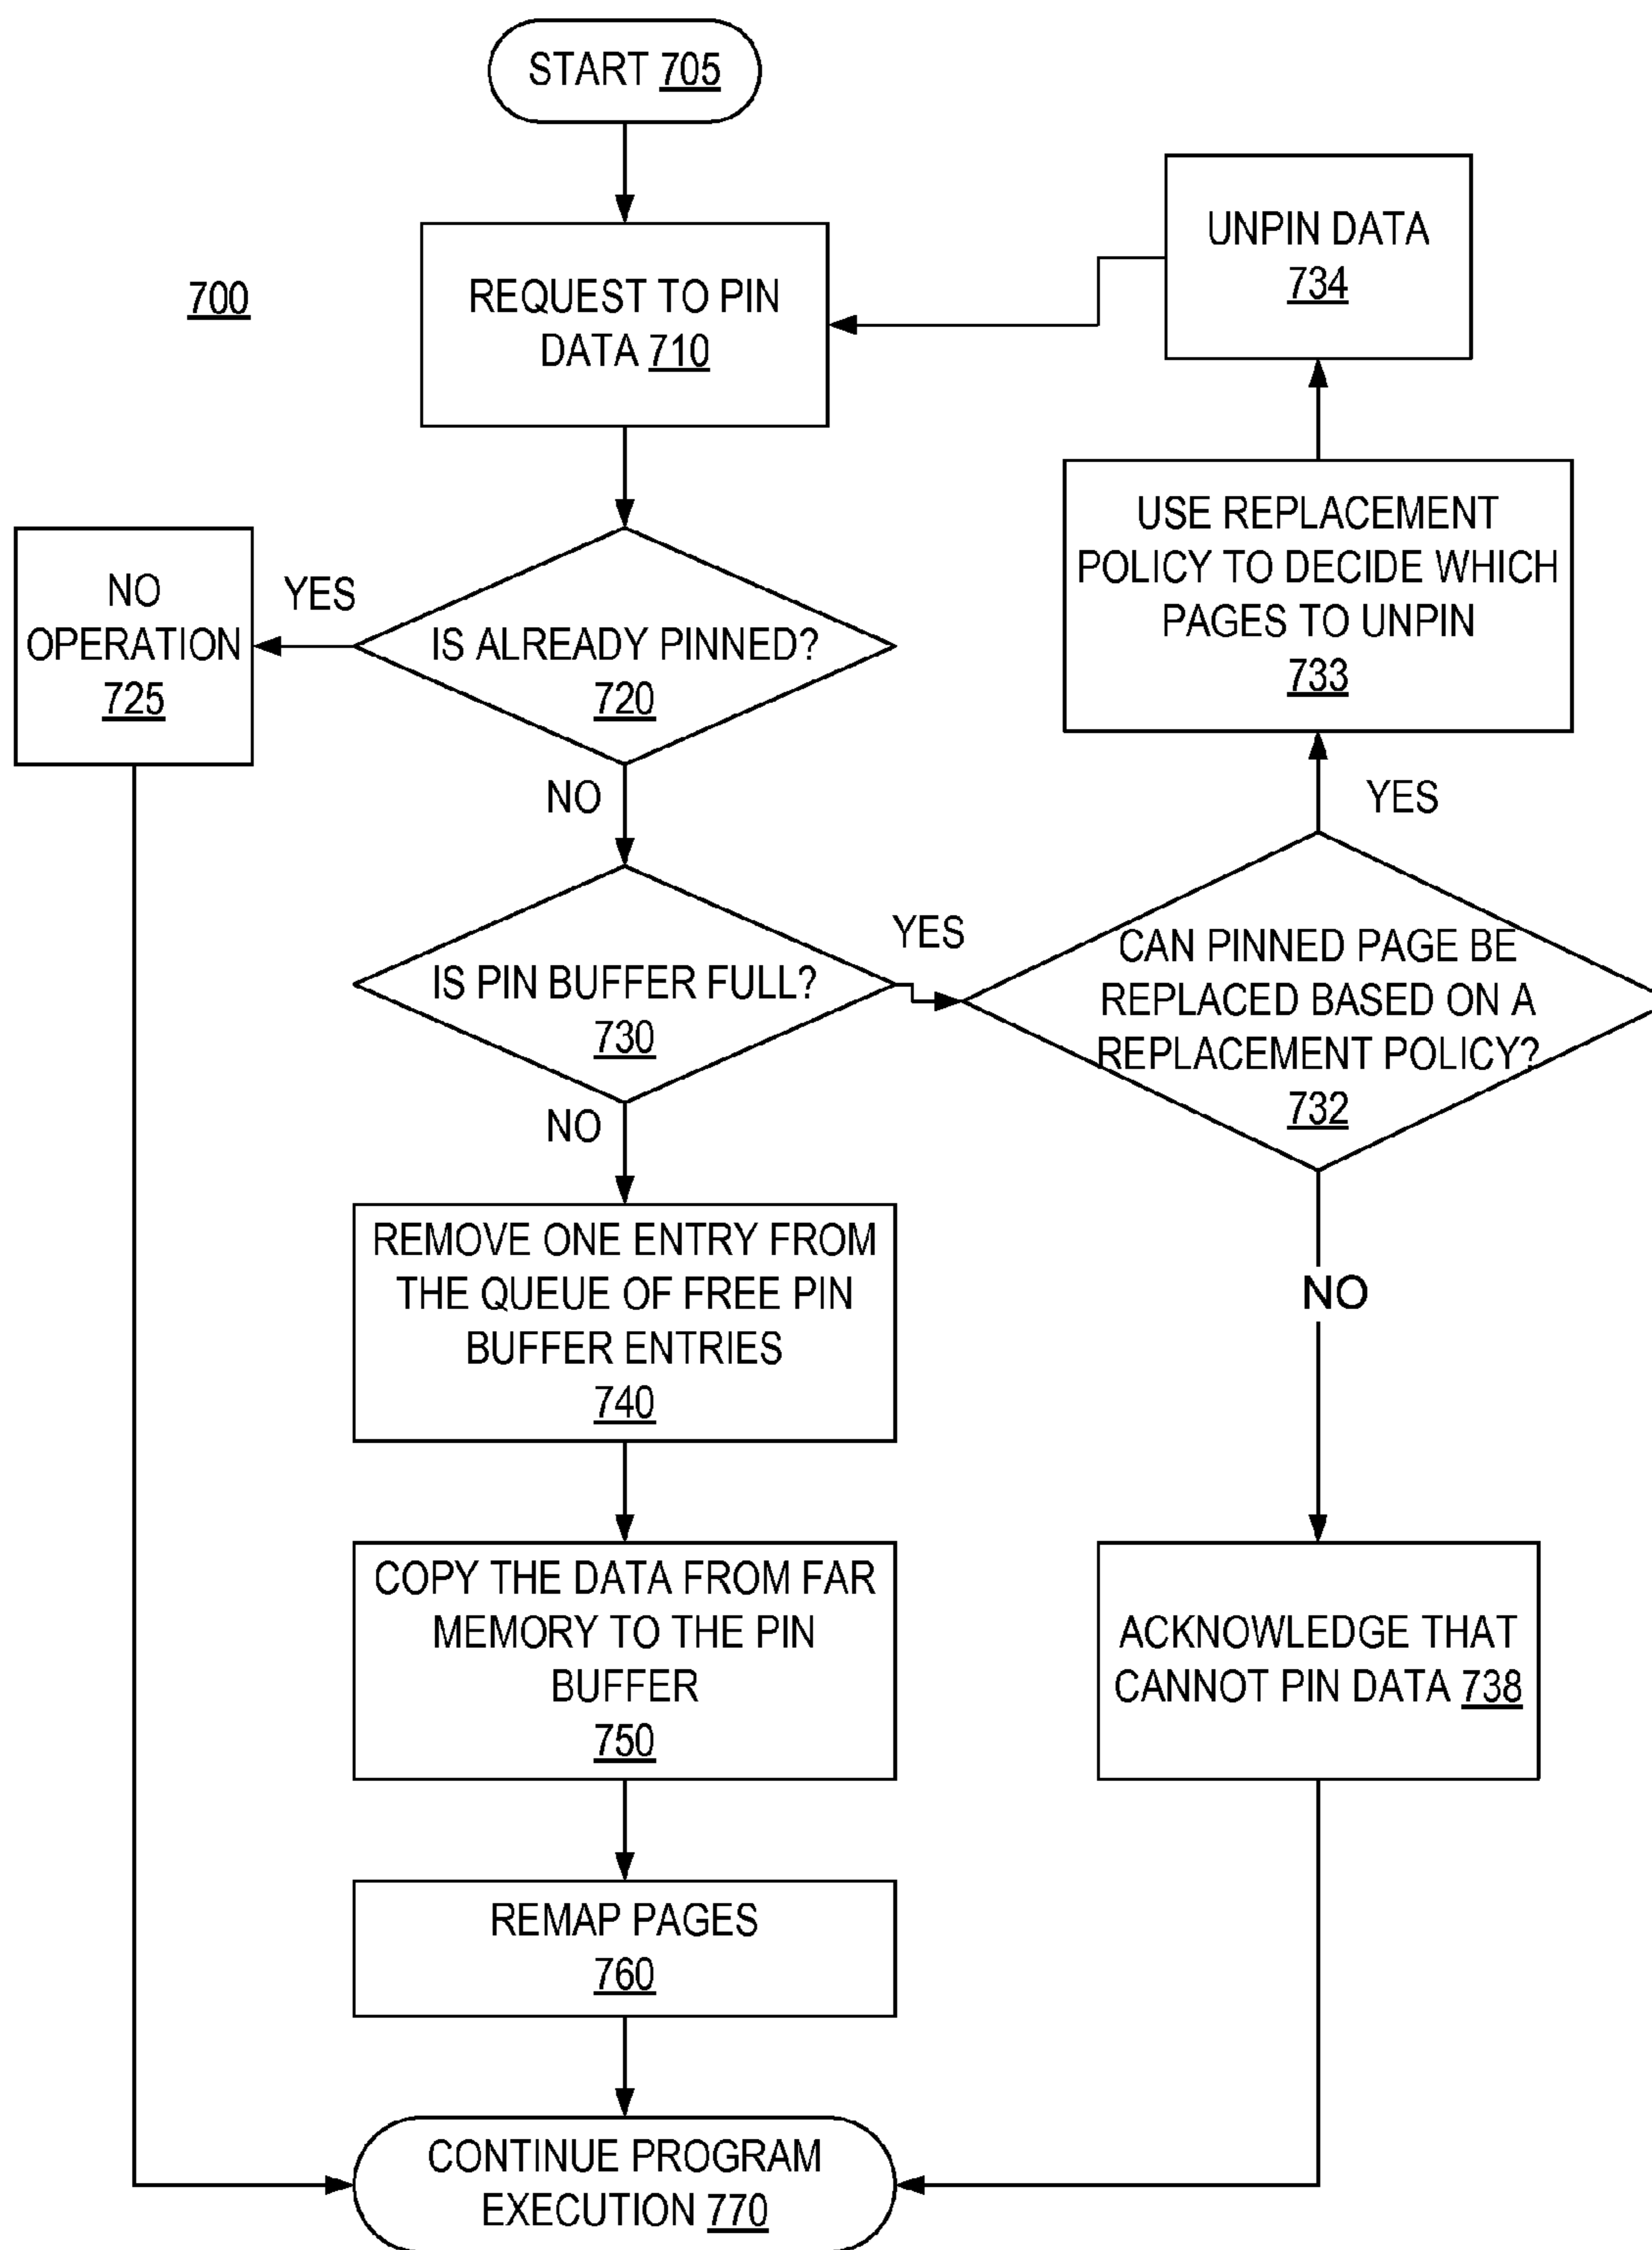 START 705
700
REQUEST TO PIN
DATA 710
UNPIN DATA
734
USE REPLACEMENT
POLICY TO DECIDE WHICH
PAGES TO UNPIN
733
NO
OPERATION
725
YES
IS ALREADY PINNED?
720
NO
YES
IS PIN BUFFER FULL?
730
YES
CAN PINNED PAGE BE
REPLACED BASED ON A
REPLACEMENT POLICY?
732
NO
NO
REMOVE ONE ENTRY FROM
THE QUEUE OF FREE PIN
BUFFER ENTRIES
740
COPY THE DATA FROM FAR
MEMORY TO THE PIN
BUFFER
750
ACKNOWLEDGE THAT
CANNOT PIN DATA 738
REMAP PAGES
760
CONTINUE PROGRAM
EXECUTION 770